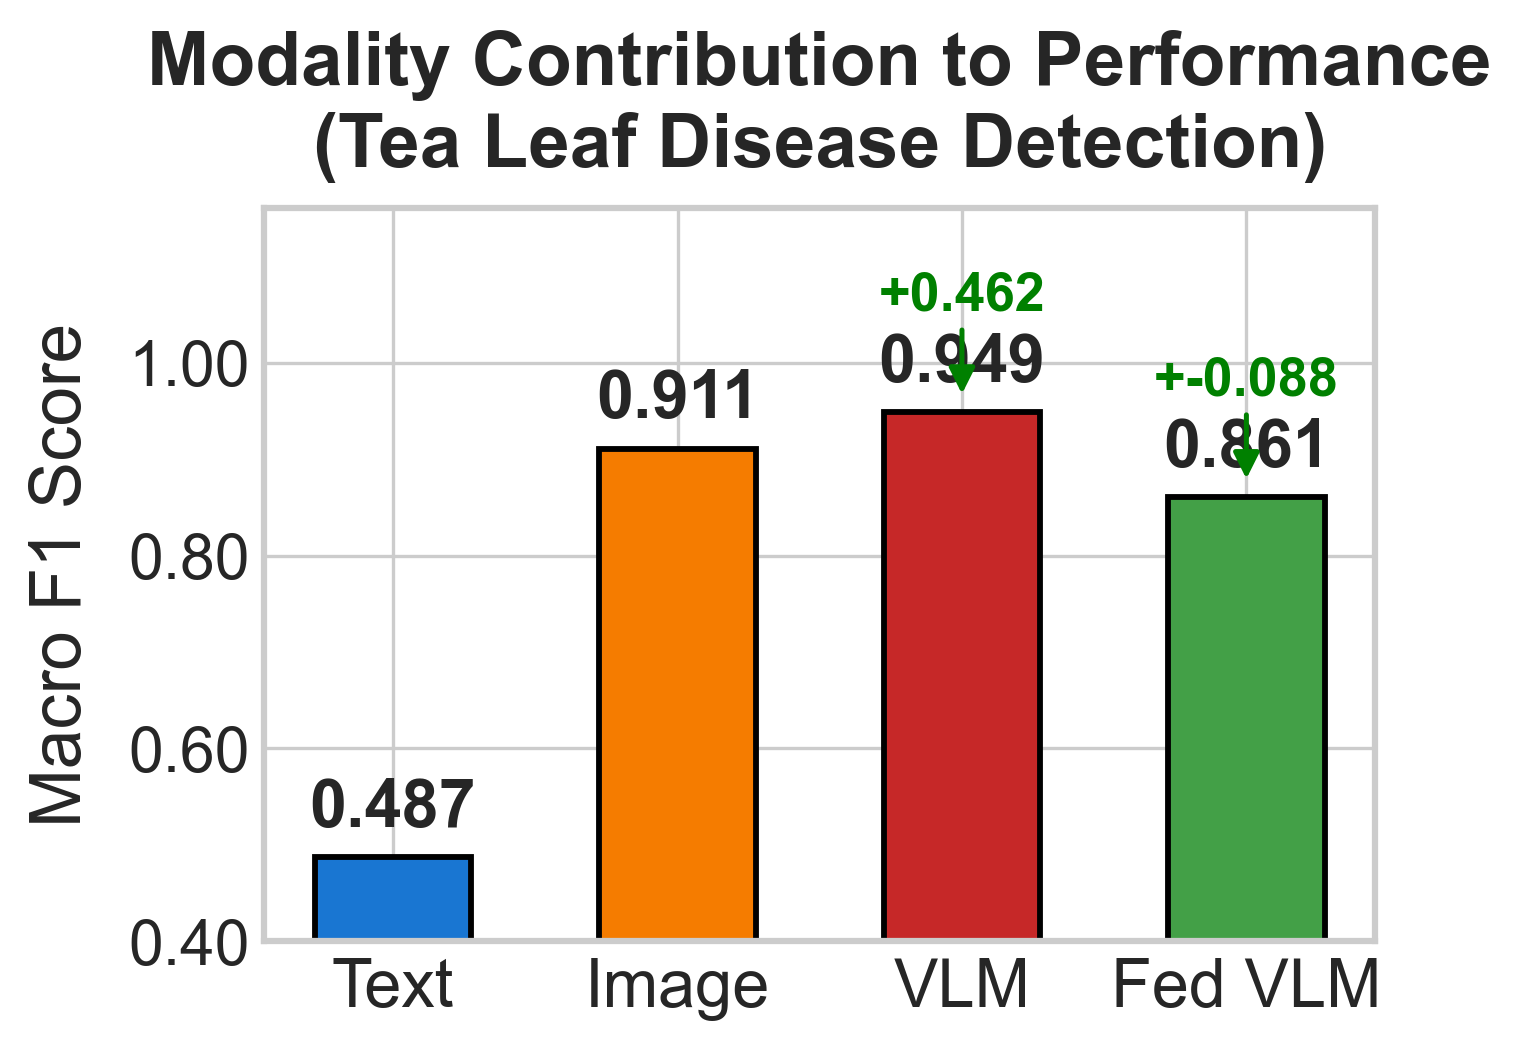 Modality Contribution to Performance
(Tea Leaf Disease Detection)
Macro F1 Score
1.00
0.80
0.60
0.40
0.487
0.911
+0.462
0.949
+-0.088
0.861
Text
Image
VLM
Fed VLM